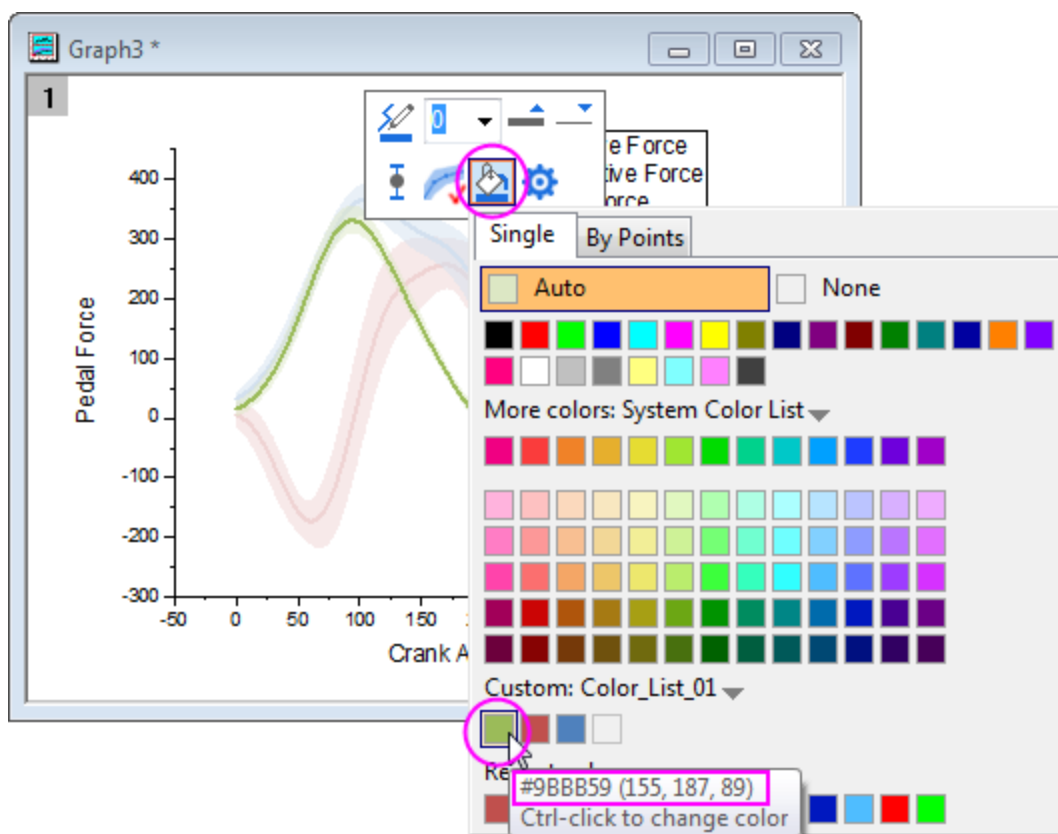 Graph3 *
1
0
e Force
tive Force
orce
400
300
200
100
0
-100
-200
-300
-50
0
50
100
150
Pedal Force
Crank A
Single
By Points
Auto
None
More colors: System Color List
Custom: Color_List_01
#9BBB59 (155, 187, 89)
Ctrl-click to change color